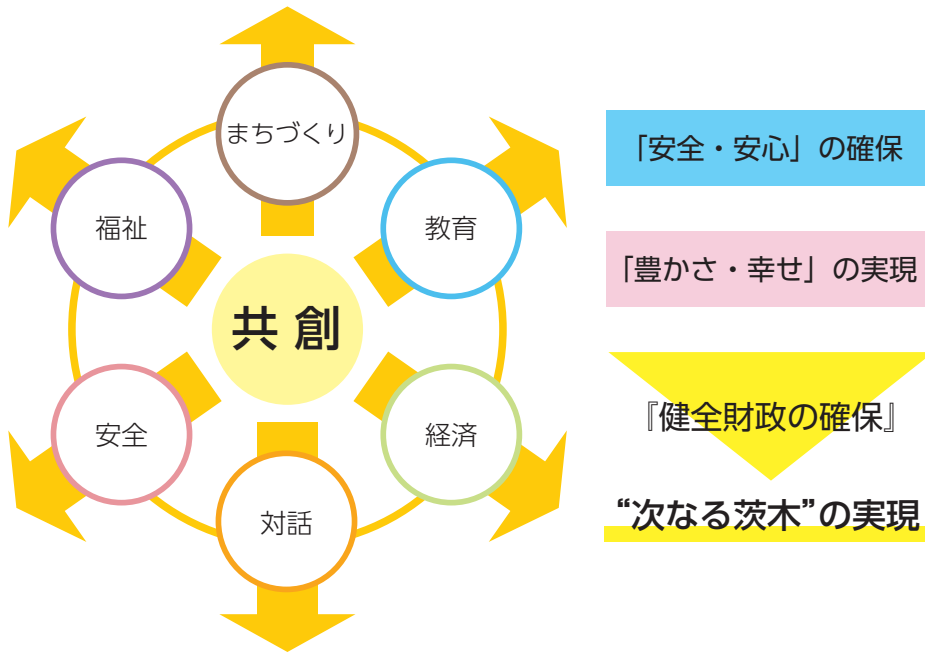 まちづくり
福祉
教育
共創
安全
経済
対話
「安全・安心」の確保
「豊かさ・幸せ」の実現
『健全財政の確保』
“次なる茨木”の実現